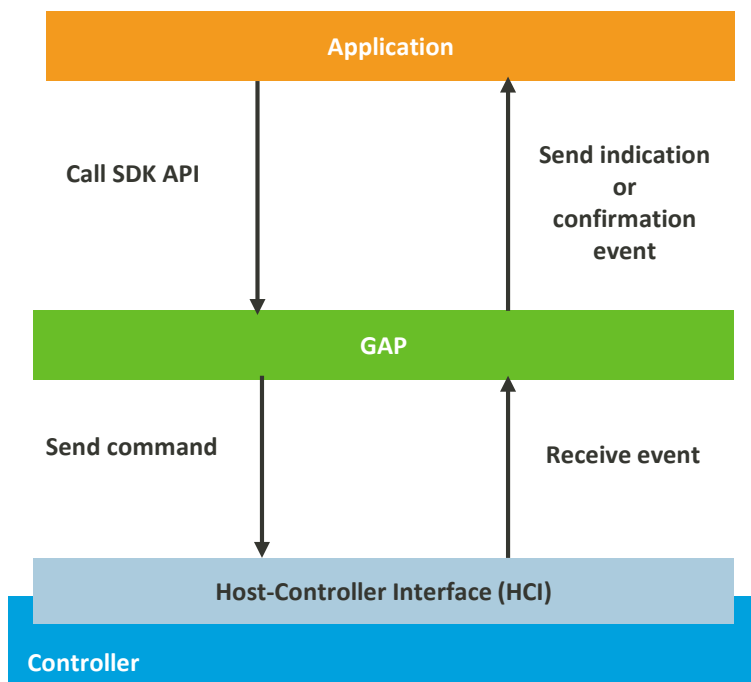 Application
Call SDK API
Send indication
or
confirmation
event
GAP
Send command
Receive event
Host-Controller Interface (HCI)
Controller